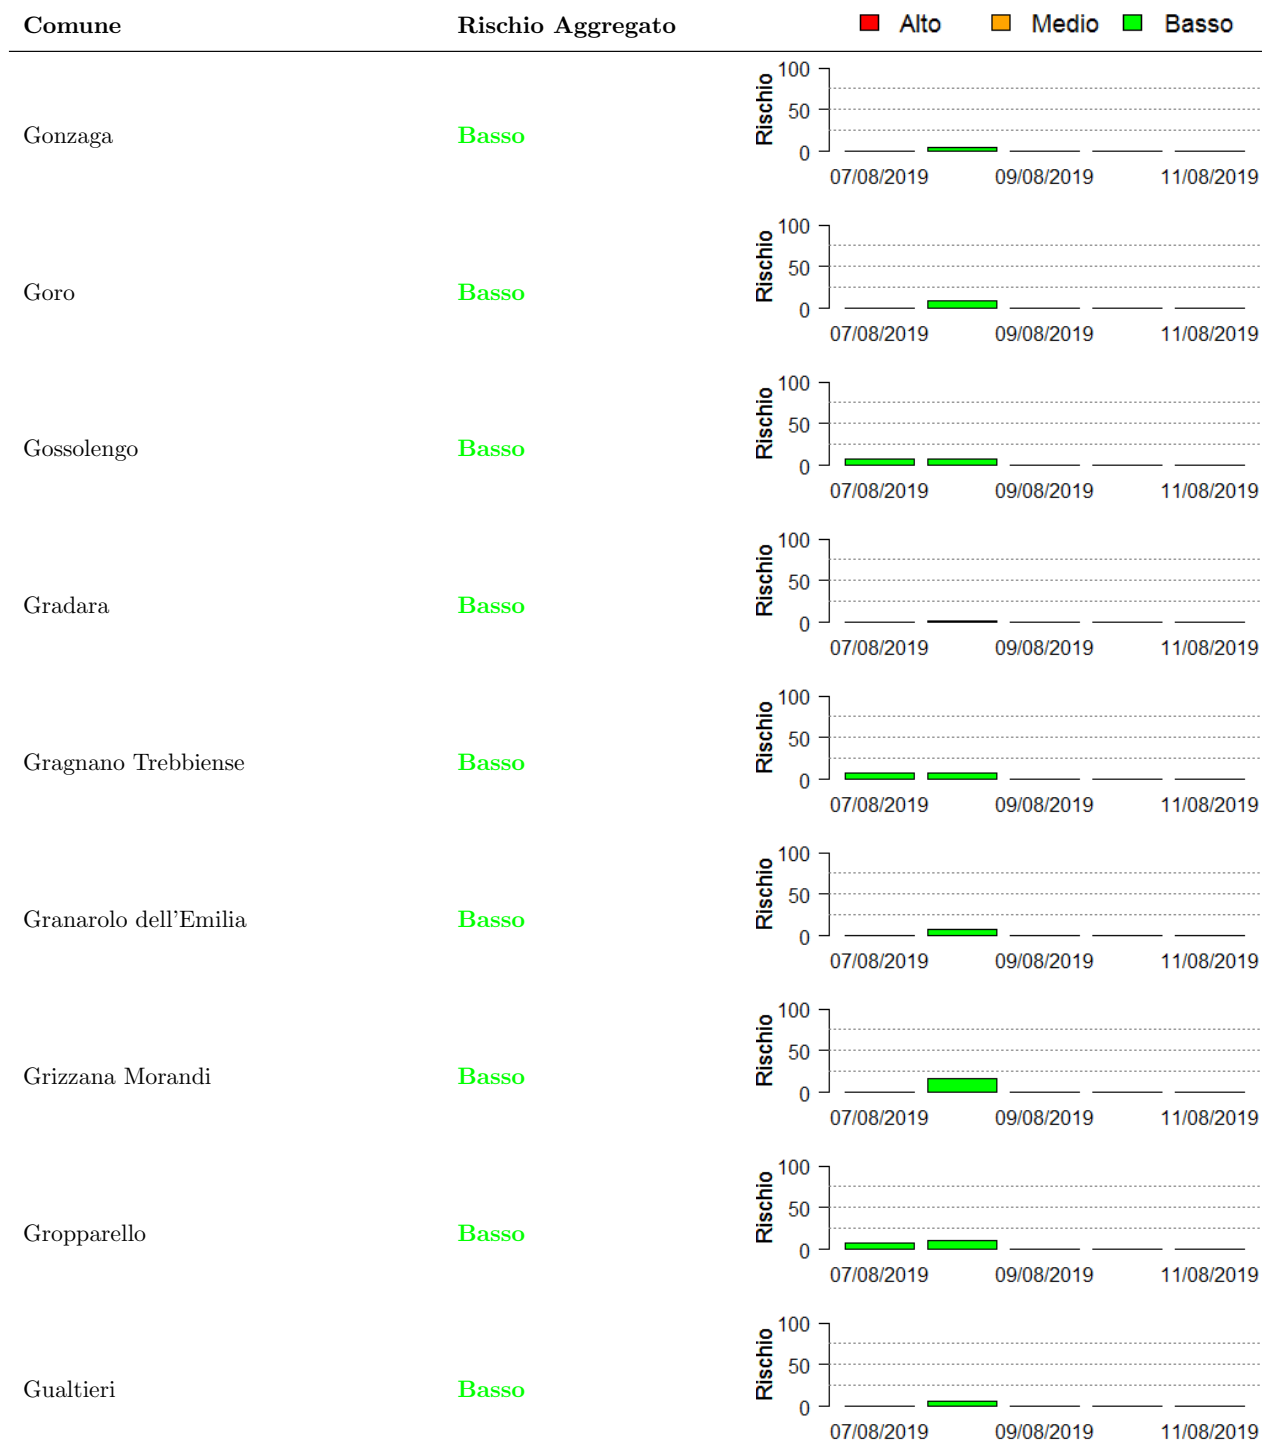 Comune Rischio Aggregato Alto Medio Basso
Gonzaga Basso
Rischio
100
50
0
07/08/2019 09/08/2019 11/08/2019
Goro Basso
Rischio
100
50
0
07/08/2019 09/08/2019 11/08/2019
Gossolengo Basso
Rischio
100
50
0
07/08/2019 09/08/2019 11/08/2019
Gradara Basso
Rischio
100
50
0
07/08/2019 09/08/2019 11/08/2019
Gragnano Trebbiense Basso
Rischio
100
50
0
07/08/2019 09/08/2019 11/08/2019
Granarolo dell'Emilia Basso
Rischio
100
50
0
07/08/2019 09/08/2019 11/08/2019
Grizzana Morandi Basso
Rischio
100
50
0
07/08/2019 09/08/2019 11/08/2019
Gropparello Basso
Rischio
100
50
0
07/08/2019 09/08/2019 11/08/2019
Gualtieri Basso
Rischio
100
50
0
07/08/2019 09/08/2019 11/08/2019